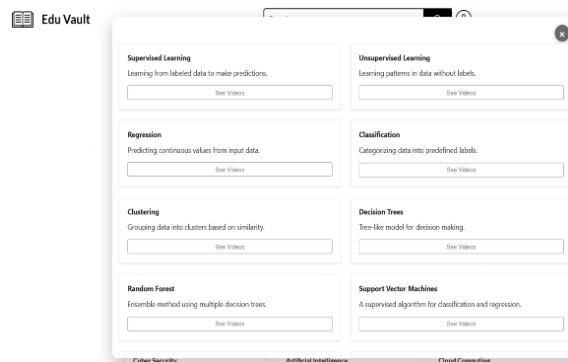 Edu Vault
x
Supervised Learning
Learning from labeled data to make predictions.
See Videos
Unsupervised Learning
Learning patterns in data without labels.
See Videos
Regression
Predicting continuous values from input data.
See Videos
Classification
Categorizing data into predefined labels.
See Videos
Clustering
Grouping data into clusters based on similarity.
See Videos
Decision Trees
Tree-like model for decision making.
See Videos
Random Forest
Ensemble method using multiple decision trees.
See Videos
Support Vector Machines
A supervised algorithm for classification and regression.
See Videos
Cyber Security
Artificial Intelligence
Cloud Computing